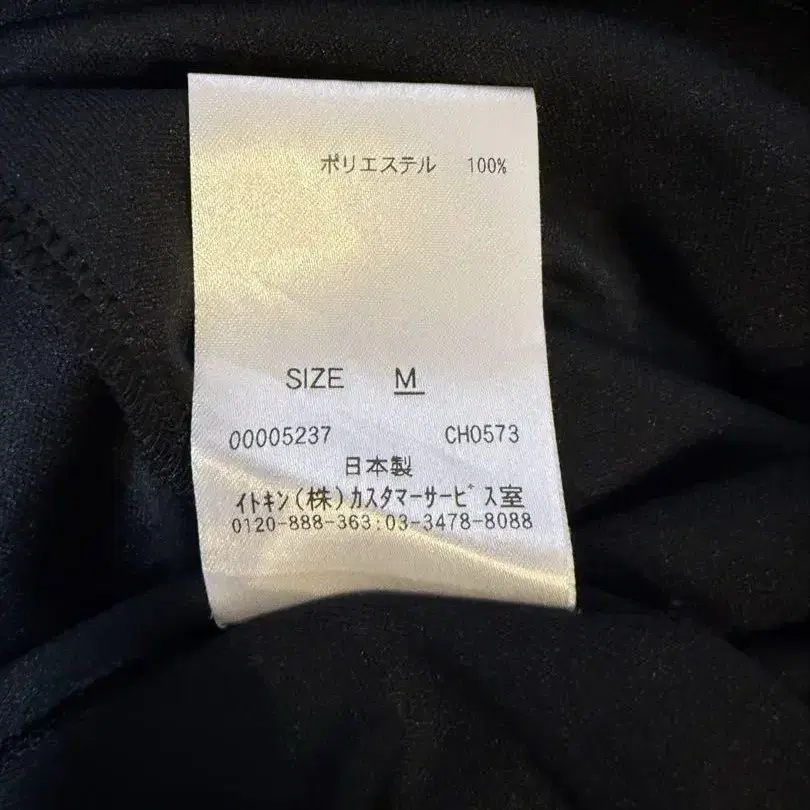 ポリエステル 100%
SIZE M
00005237 CH0573
日本製
ｲﾄｷﾝ(株)ｶｽﾀﾏｰｻｰﾋﾞｽ室
0120-888-363:03-3478-8088